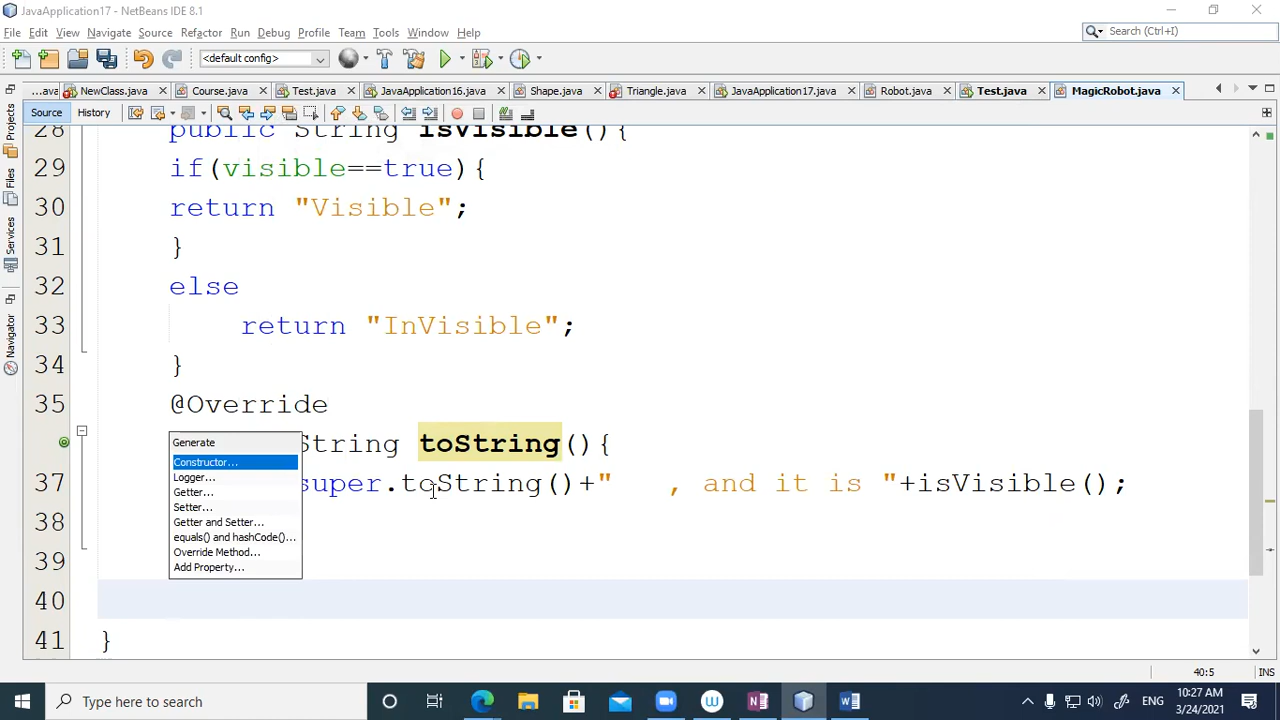 JavaApplication17 - NetBeans IDE 8.1
File Edit View Navigate Source Refactor Run Debug Profile Team Tools Window Help
Search (Ctrl+I)
<default config>
...ava NewClass.java Course.java Test.java JavaApplication16.java Shape.java Triangle.java JavaApplication17.java Robot.java Test.java MagicRobot.java
Source History
Projects
Files
Services
Navigator
28 public String isVisible(){
29 if(visible==true){
30 return "Visible";
31 }
32 else
33 return "InVisible";
34 }
35 @Override
String toString(){
37 super.toString()+" , and it is "+isVisible();
38
39
40
41 }
Generate
Constructor...
Logger...
Getter...
Setter...
Getter and Setter...
equals() and hashCode()...
Override Method...
Add Property...
40:5 INS
Type here to search
ENG
10:27 AM
3/24/2021